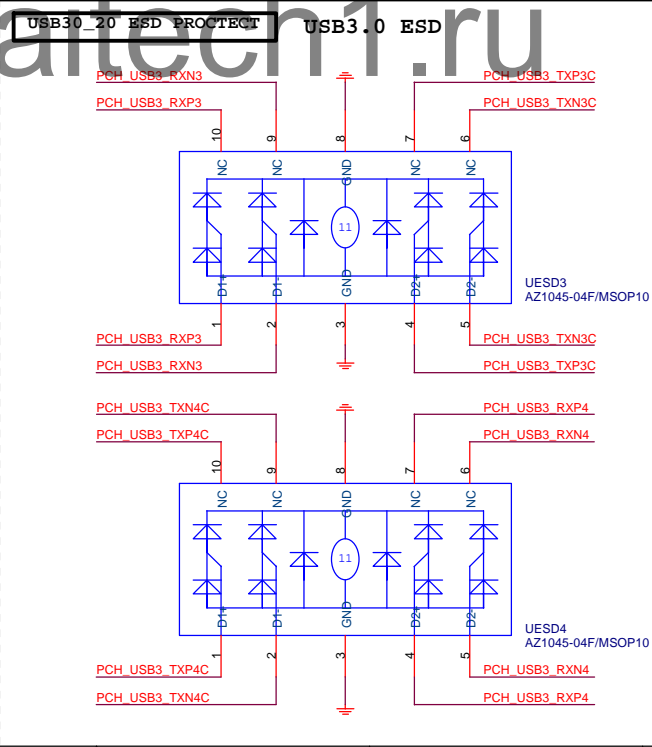 aitech1.ru
USB30_20 ESD PROCTECT
USB3.0 ESD
PCH_USB3_RXN3
PCH_USB3_TXP3C
PCH_USB3_RXP3
PCH_USB3_TXN3C
10 9 8 7 6
NC NC GND NC NC
11
D1+ D1- GND D2+ D2-
UESD3
AZ1045-04F/MSOP10
1 2 3 4 5
PCH_USB3_RXP3
PCH_USB3_TXN3C
PCH_USB3_RXN3
PCH_USB3_TXP3C
PCH_USB3_TXN4C
PCH_USB3_RXP4
PCH_USB3_TXP4C
PCH_USB3_RXN4
10 9 8 7 6
NC NC GND NC NC
11
D1+ D1- GND D2+ D2-
UESD4
AZ1045-04F/MSOP10
1 2 3 4 5
PCH_USB3_TXP4C
PCH_USB3_RXN4
PCH_USB3_TXN4C
PCH_USB3_RXP4